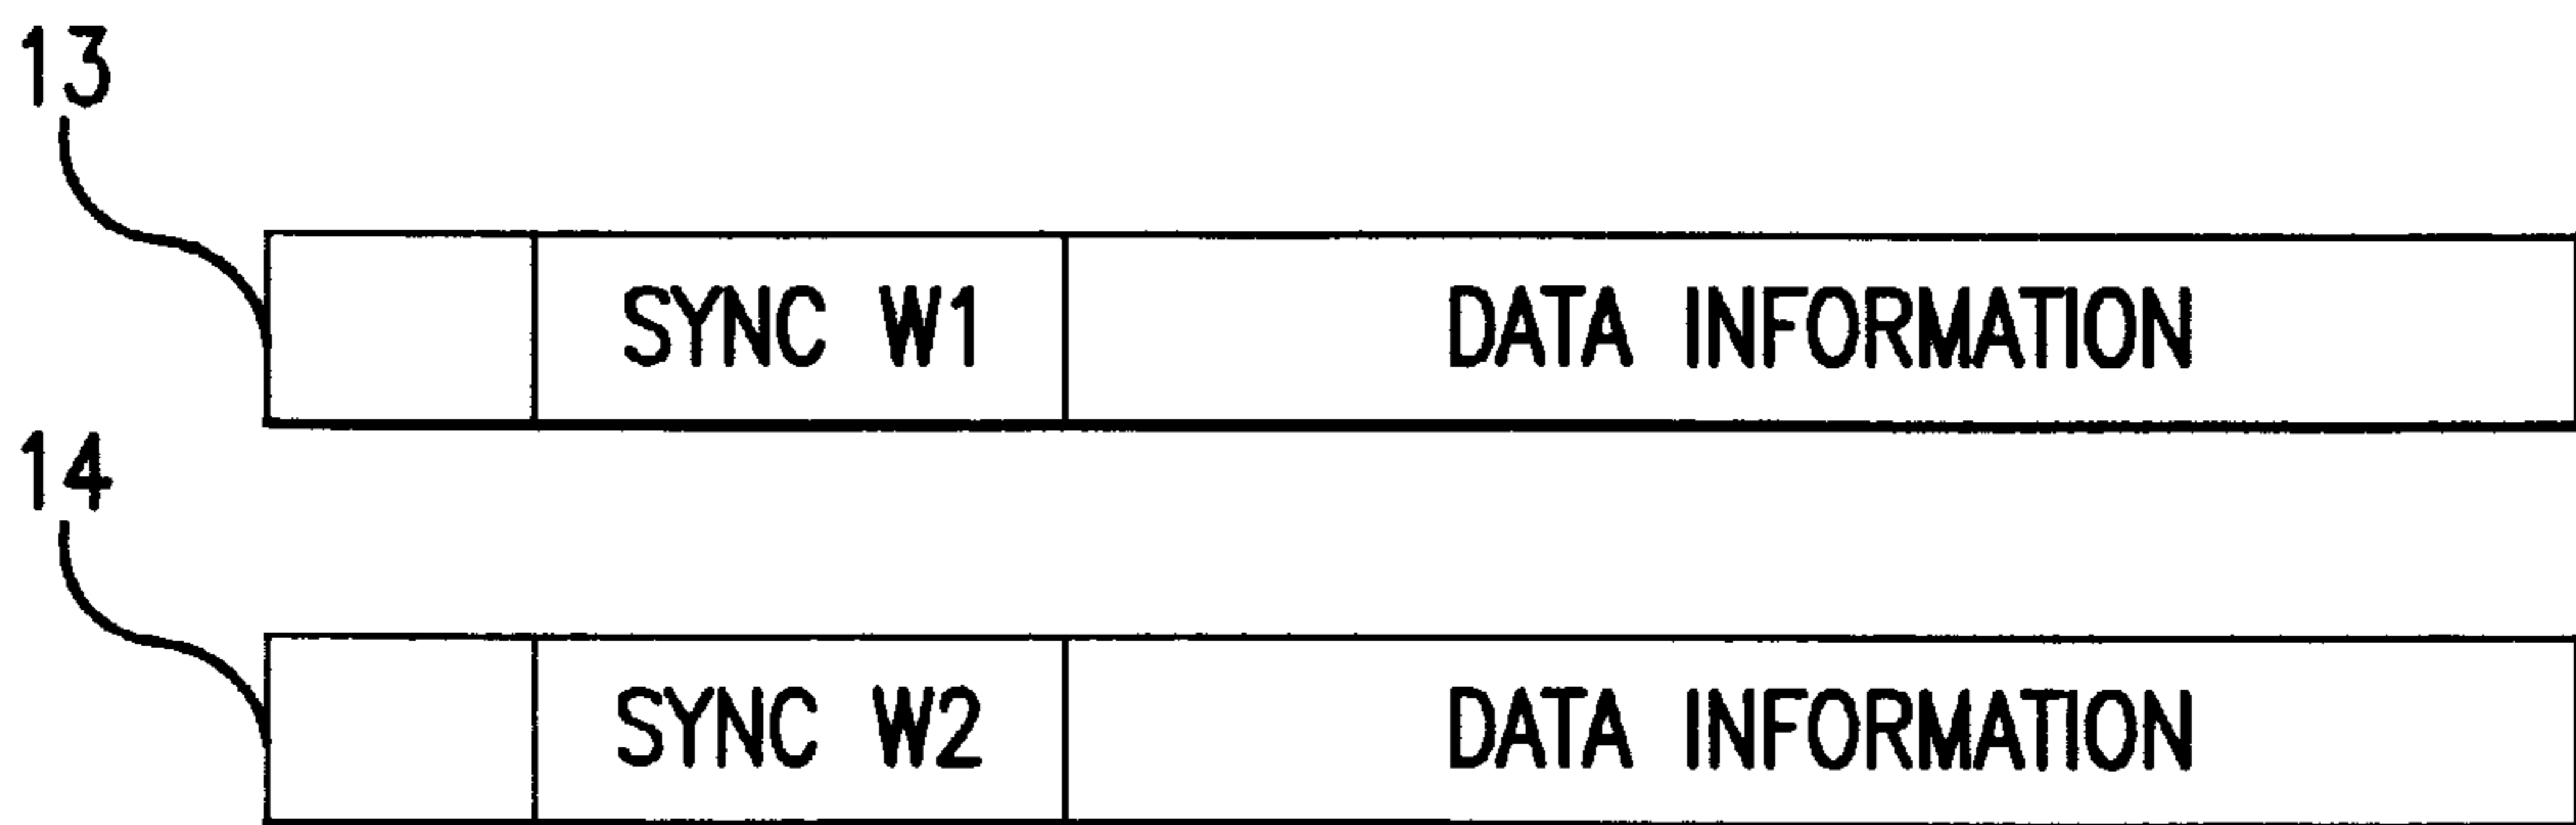 13
SYNC W1 DATA INFORMATION
14
SYNC W2 DATA INFORMATION